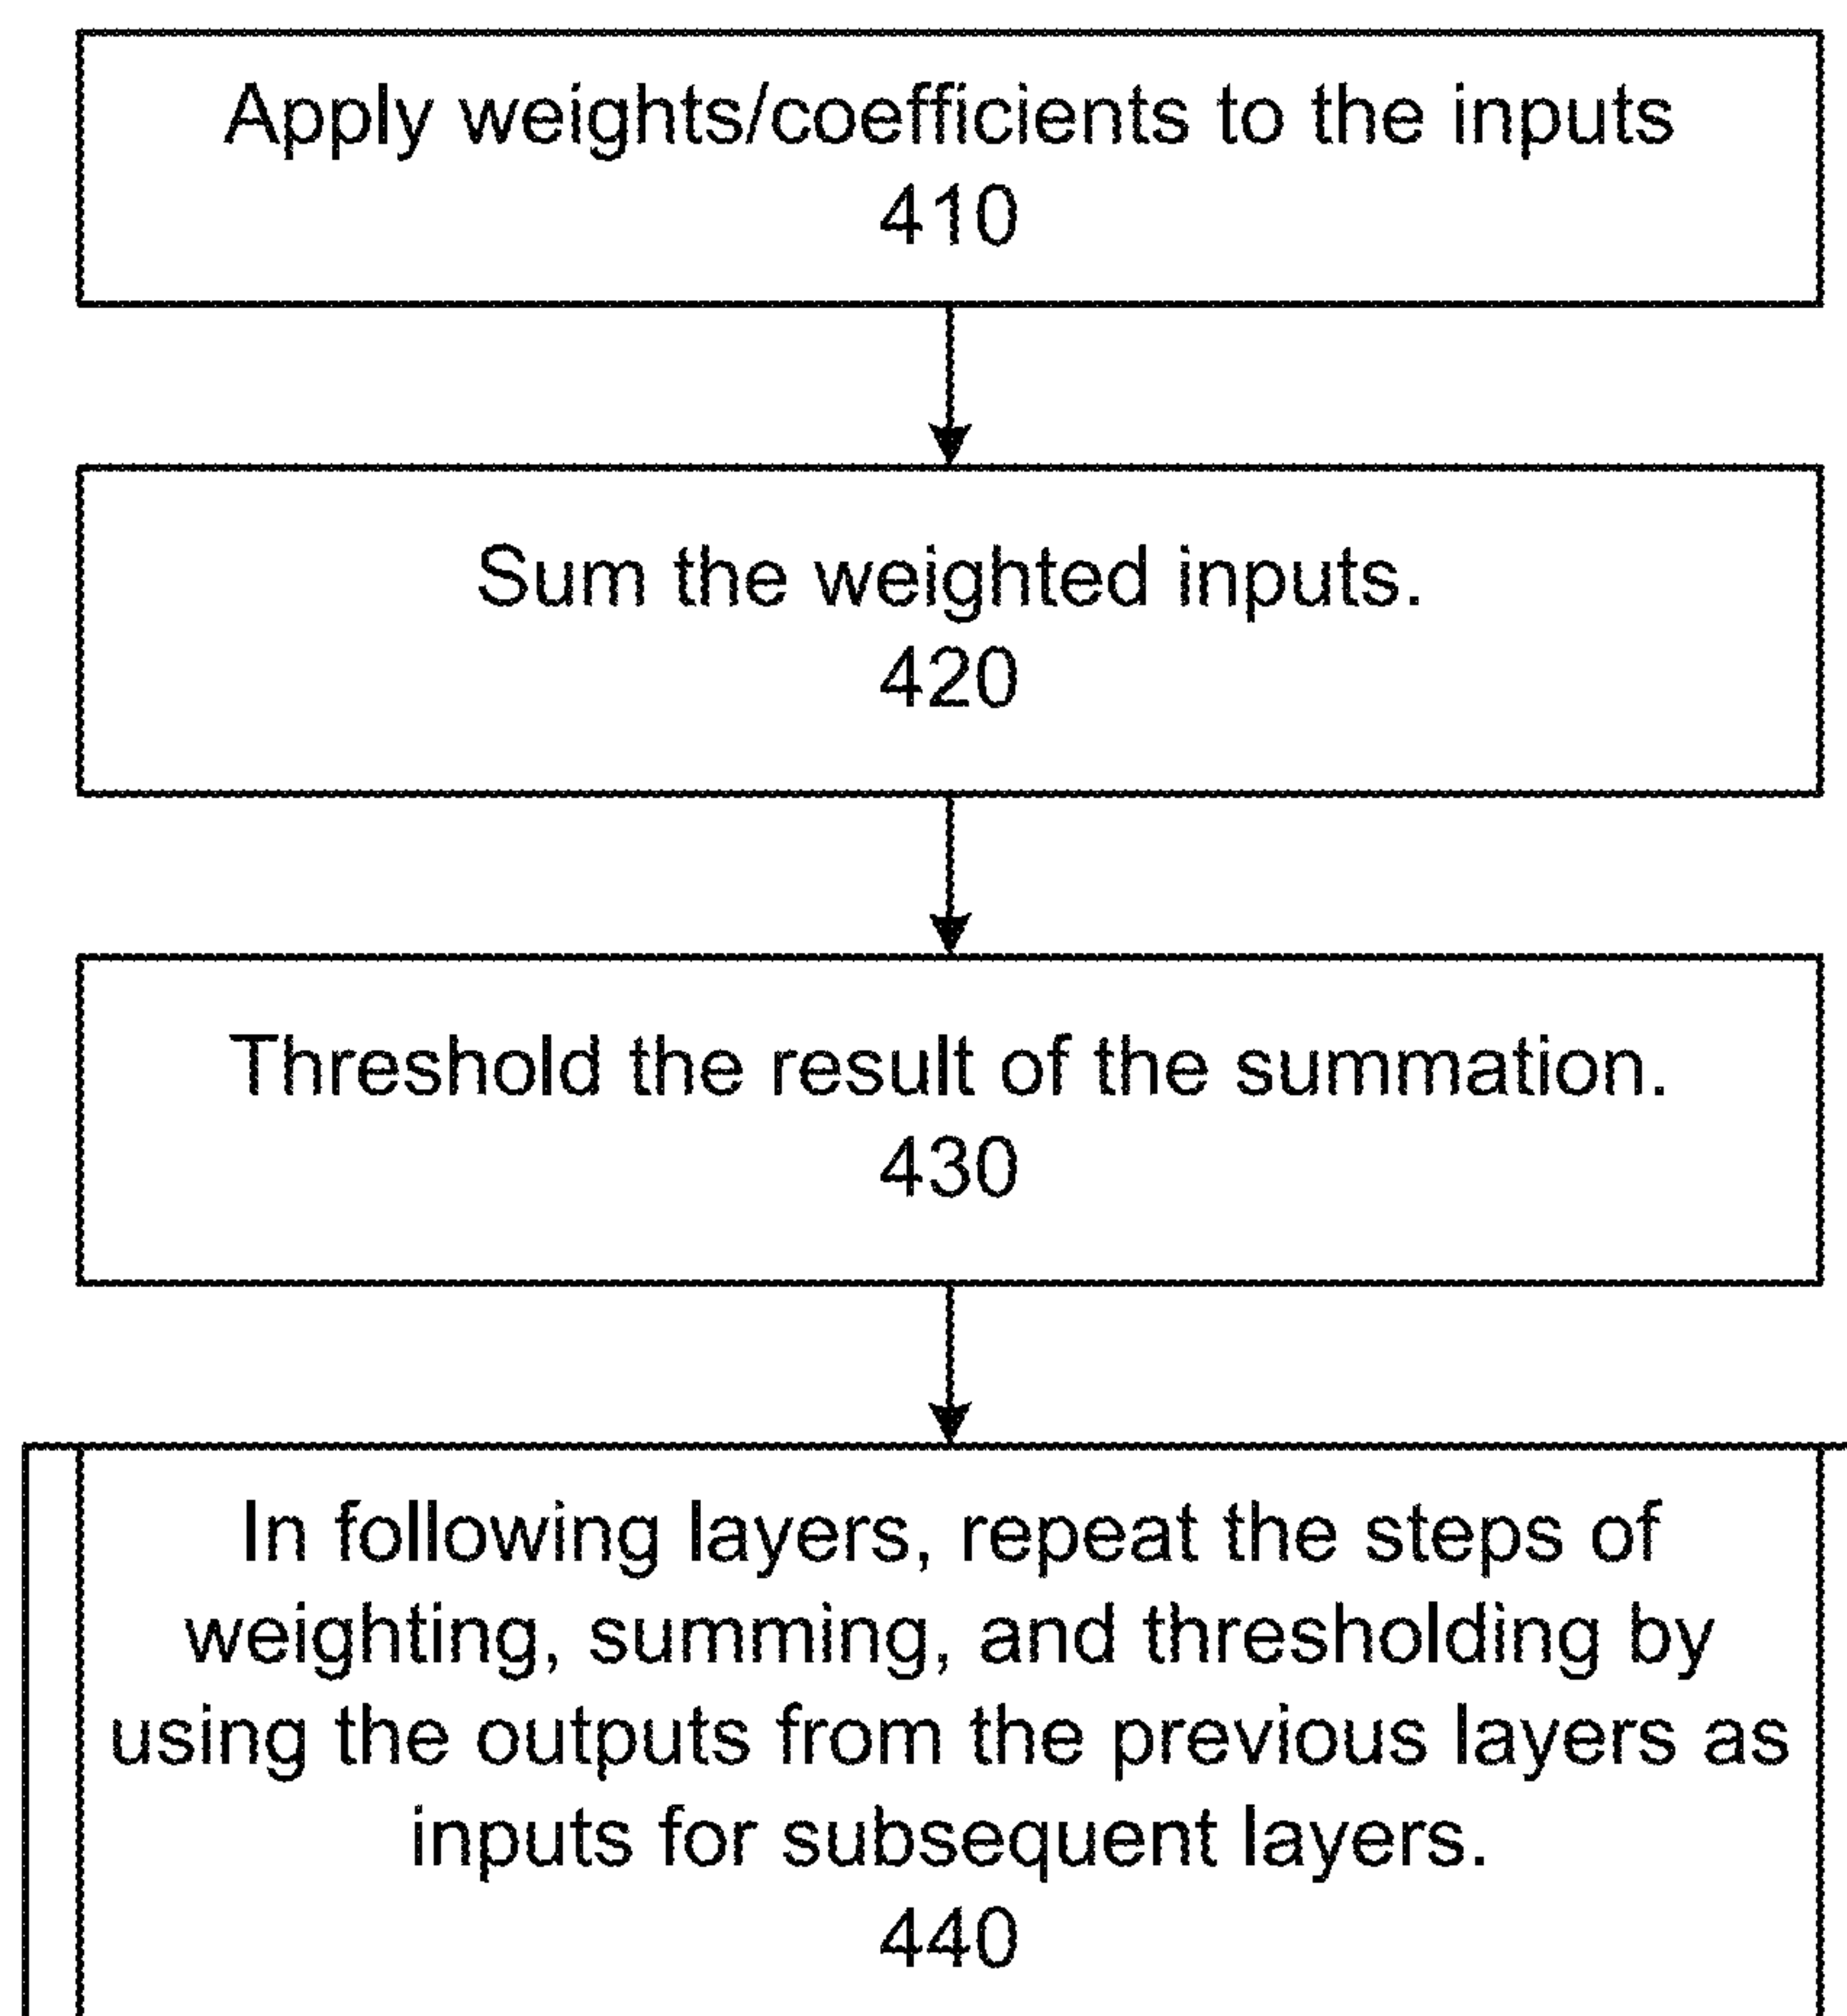 Apply weights/coefficients to the inputs
410
Sum the weighted inputs.
420
Threshold the result of the summation.
430
In following layers, repeat the steps of
weighting, summing, and thresholding by
using the outputs from the previous layers as
inputs for subsequent layers.
440